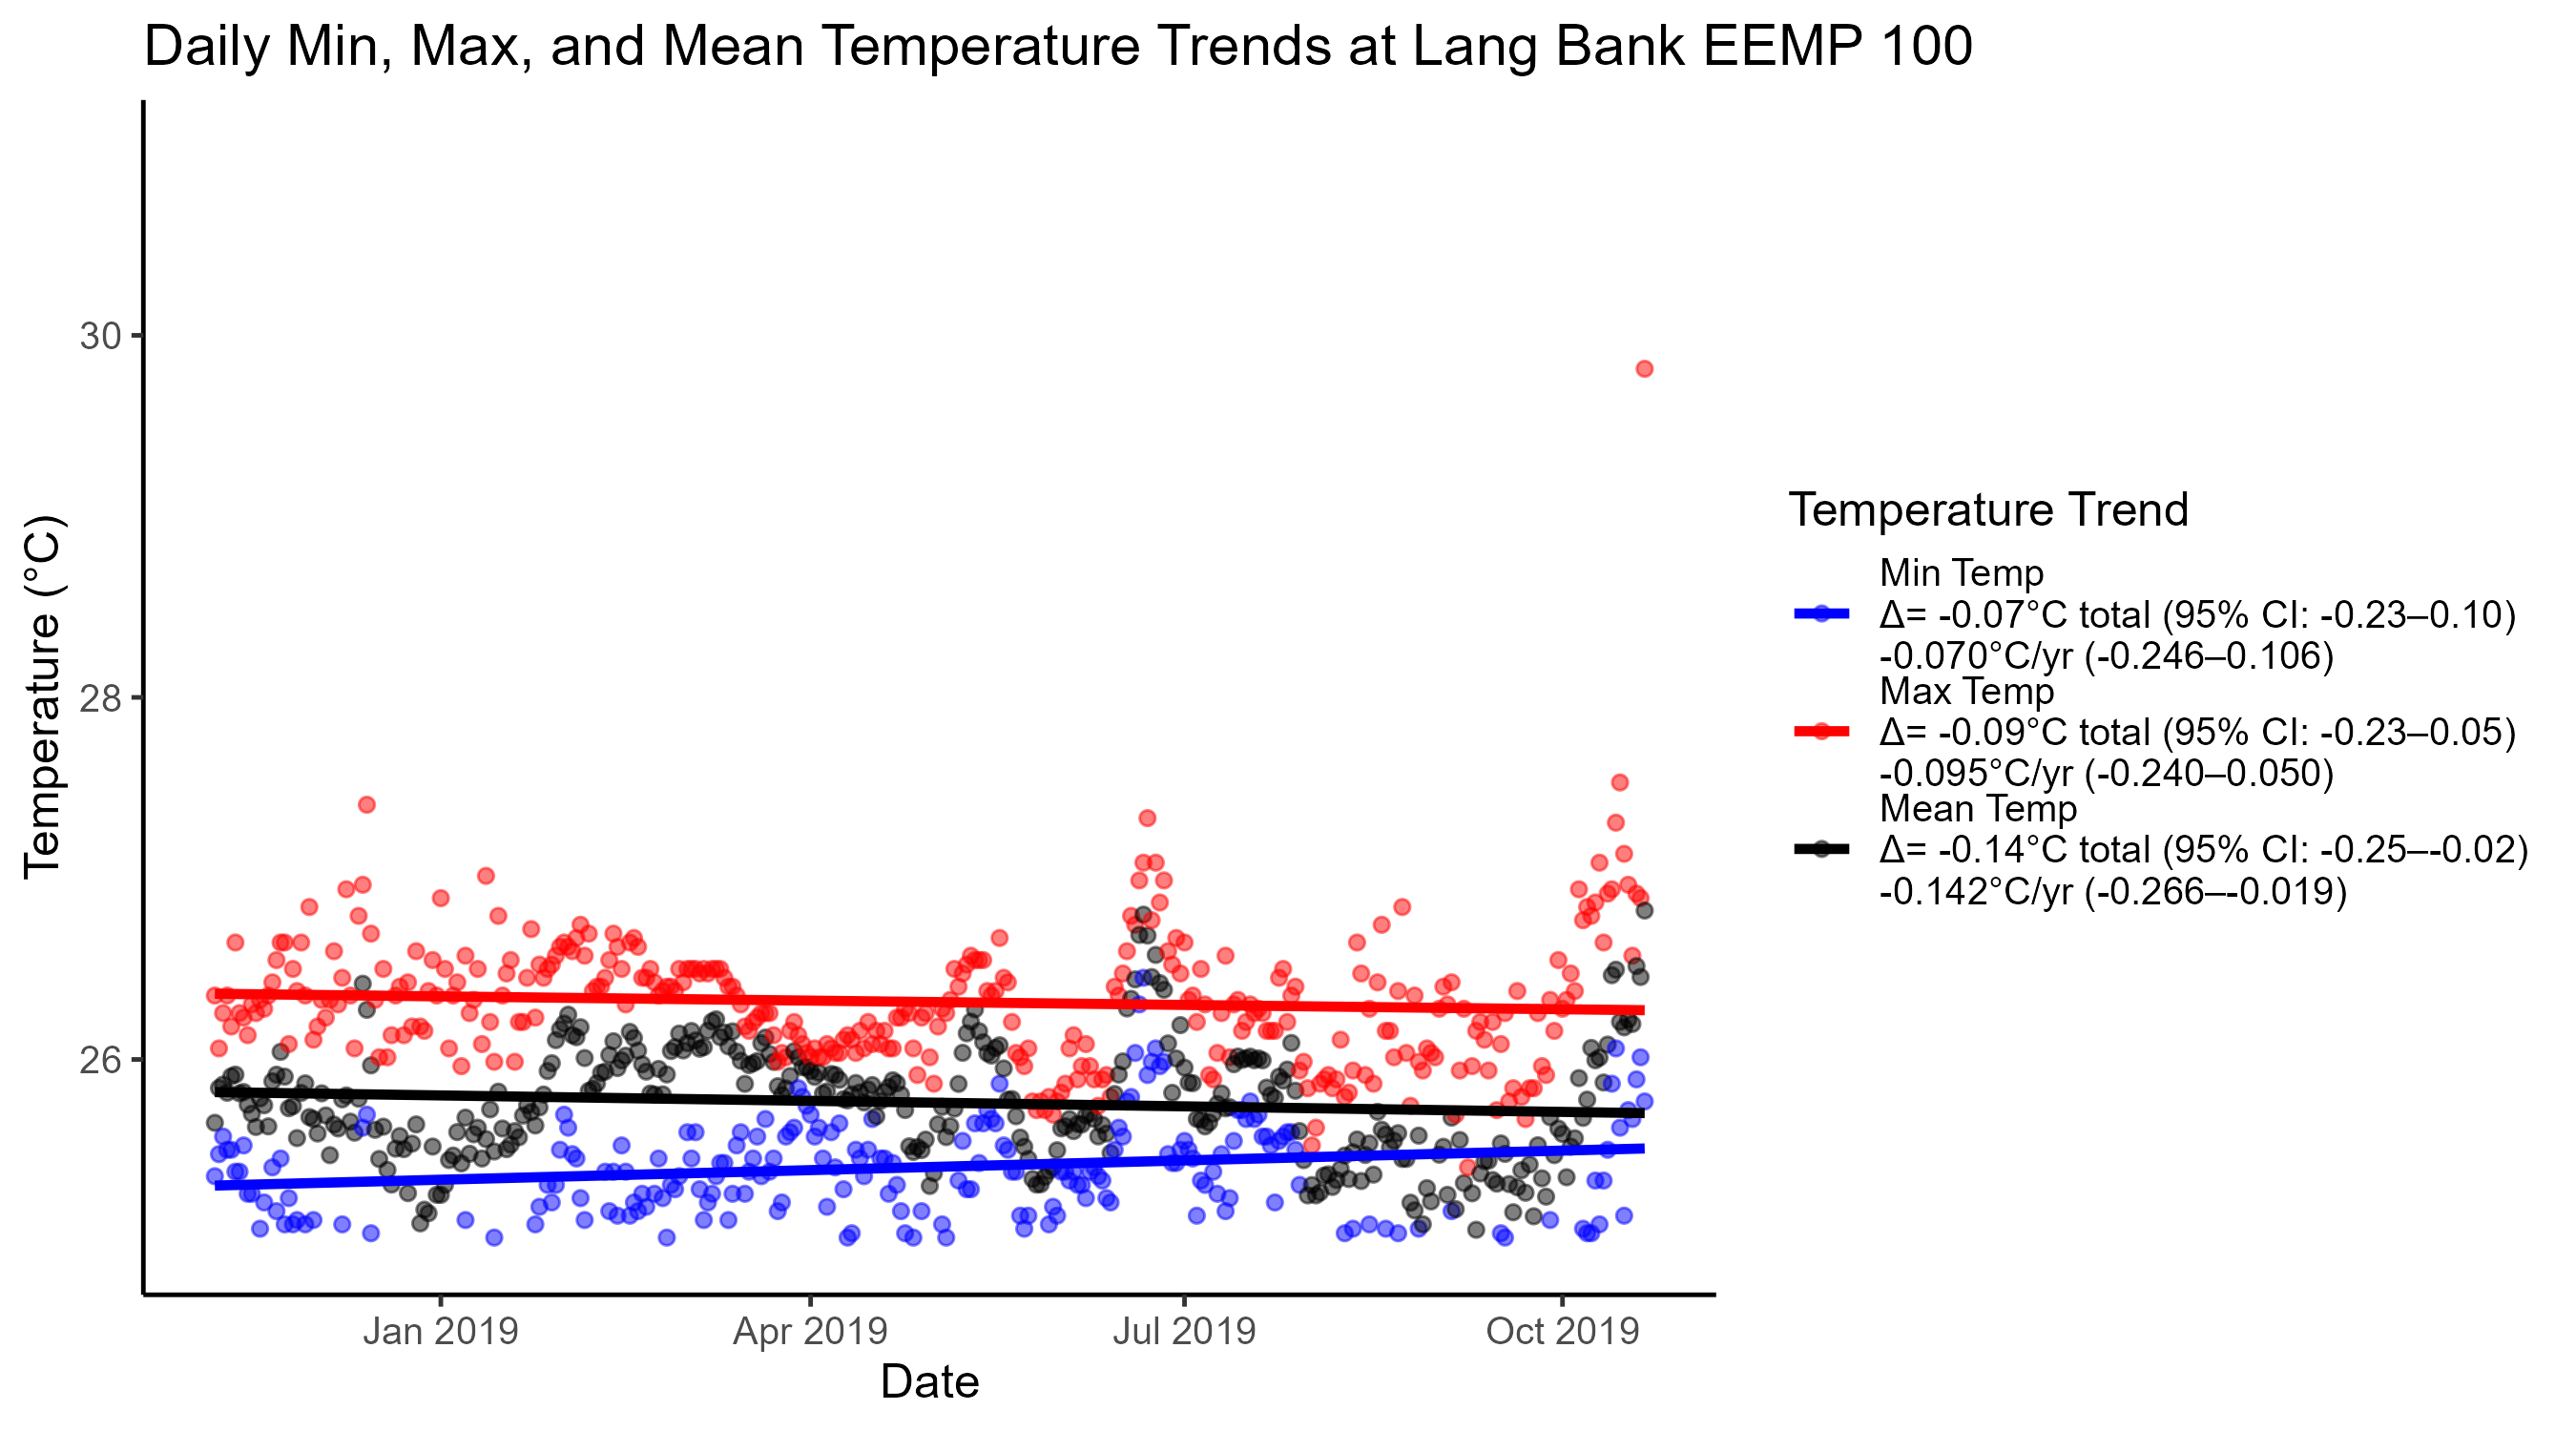 Daily Min, Max, and Mean Temperature Trends at Lang Bank EEMP 100
Temperature (°C)
30
28
26
Jan 2019
Apr 2019
Jul 2019
Oct 2019
Date
Temperature Trend
Min Temp
Δ= -0.07°C total (95% CI: -0.23–0.10)
-0.070°C/yr (-0.246–0.106)
Max Temp
Δ= -0.09°C total (95% CI: -0.23–0.05)
-0.095°C/yr (-0.240–0.050)
Mean Temp
Δ= -0.14°C total (95% CI: -0.25–-0.02)
-0.142°C/yr (-0.266–-0.019)